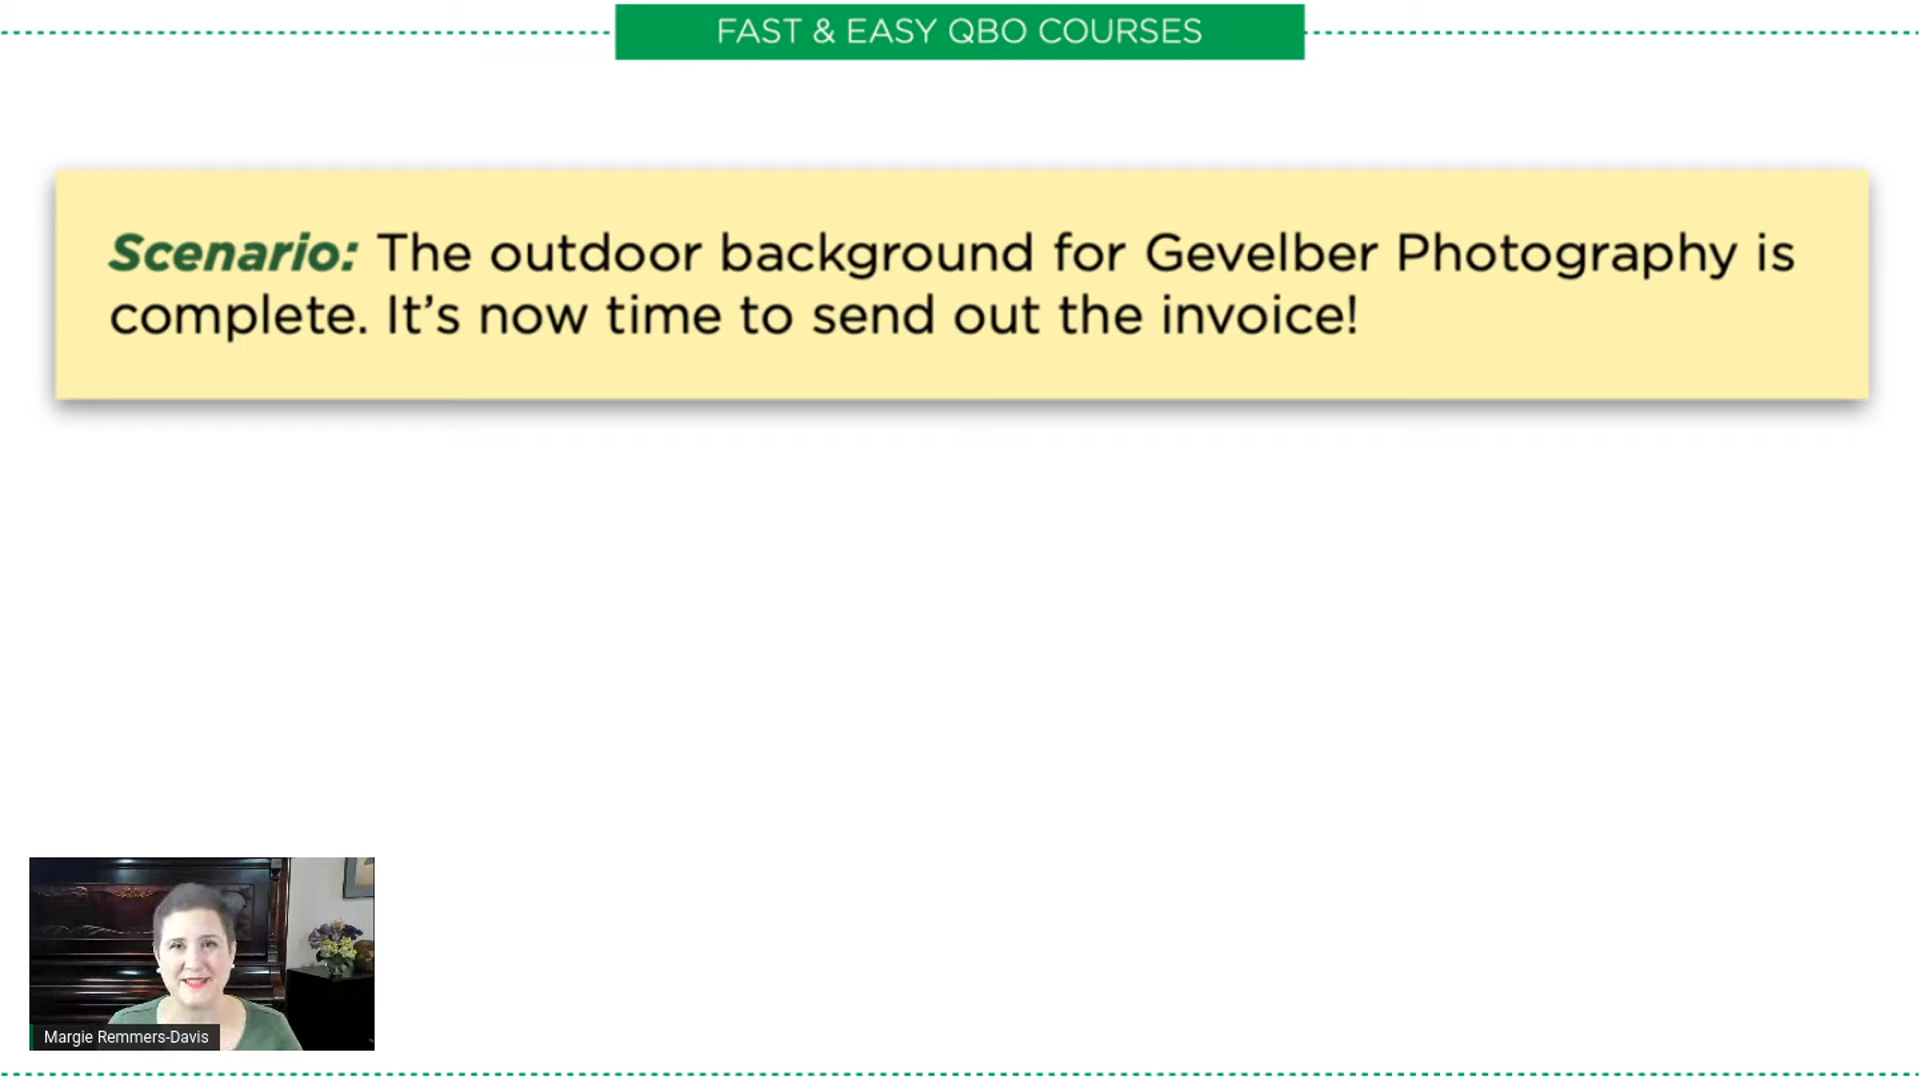 FAST & EASY QBO COURSES
Scenario: The outdoor background for Gevelber Photography is
complete. It’s now time to send out the invoice!
Margie Remmers-Davis